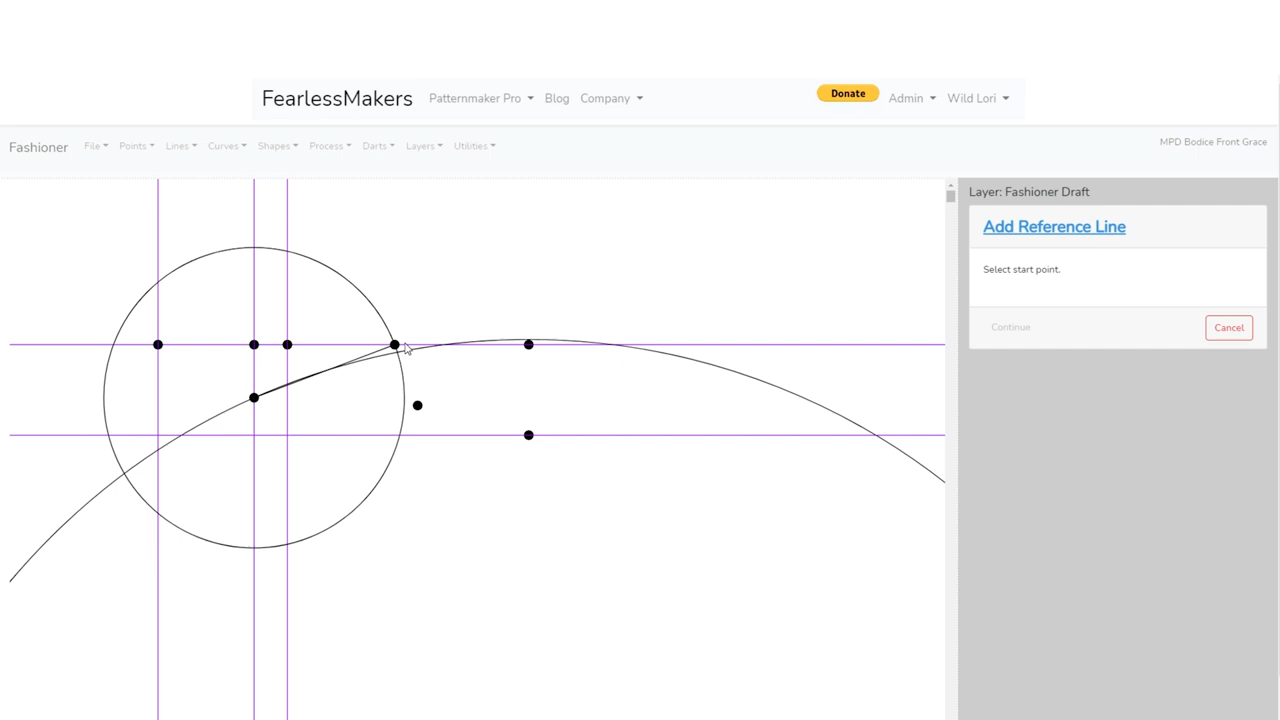 FearlessMakers Patternmaker Pro Blog Company Donate Admin Wild Lori
Fashioner File Points Lines Curves Shapes Process Darts Layers Utilities MPD Bodice Front Grace
Layer: Fashioner Draft
Add Reference Line
Select start point.
Continue Cancel